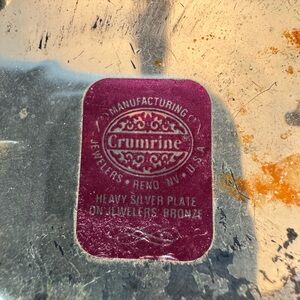 MANUFACTURING
Crumrine
JEWELERS • RENO NV • U.S.A
HEAVY SILVER PLATE
ON JEWELERS BRONZE